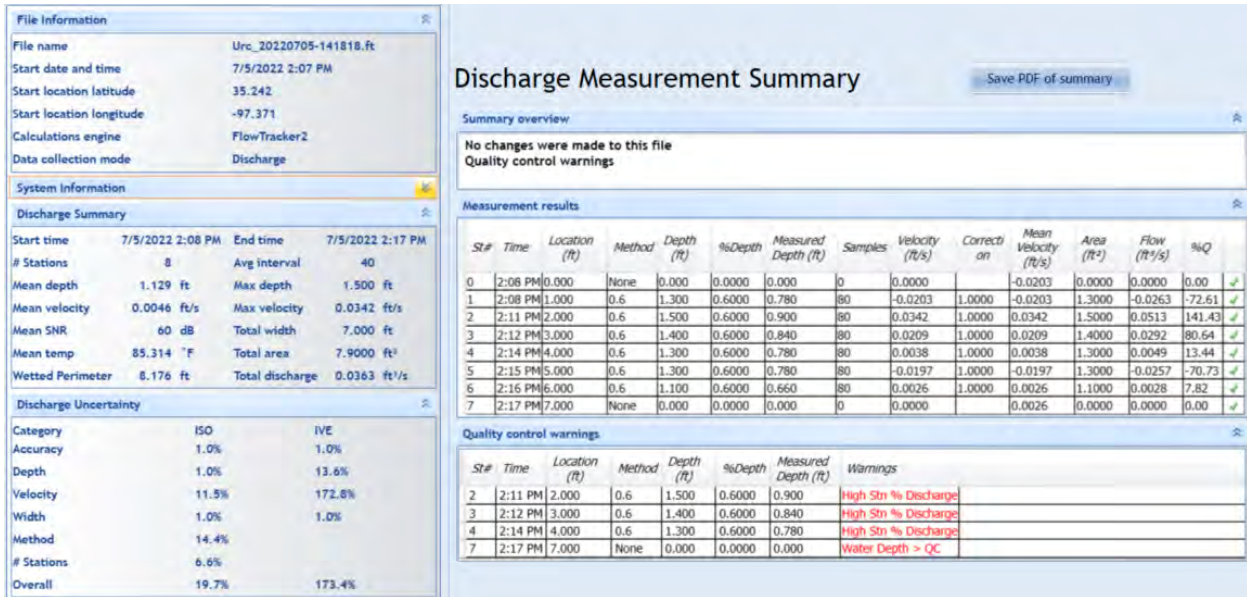 File Information
File name Urc_20220705-141818.ft
Start date and time 7/5/2022 2:07 PM
Start location latitude 35.242
Start location longitude -97.371
Calculations engine FlowTracker2
Data collection mode Discharge
System Information
Discharge Summary
Start time 7/5/2022 2:08 PM End time 7/5/2022 2:17 PM
# Stations 8 Avg interval 40
Mean depth 1.129 ft Max depth 1.500 ft
Mean velocity 0.0046 ft/s Max velocity 0.0342 ft/s
Mean SNR 60 dB Total width 7.000 ft
Mean temp 85.314 °F Total area 7.9000 ft²
Wetted Perimeter 8.176 ft Total discharge 0.0363 ft³/s
Discharge Uncertainty
Category ISO IVE
Accuracy 1.0% 1.0%
Depth 1.0% 13.6%
Velocity 11.5% 172.8%
Width 1.0% 1.0%
Method 14.4%
# Stations 6.6%
Overall 19.7% 173.4%
Discharge Measurement Summary
Save PDF of summary
Summary overview
No changes were made to this file
Quality control warnings
Measurement results
St# Time Location (ft) Method Depth (ft) %Depth Measured Depth (ft) Samples Velocity (ft/s) Correcti on Mean Velocity (ft/s) Area (ft²) Flow (ft³/s) %Q
0 2:08 PM 0.000 None 0.000 0.0000 0.000 0 0.0000 -0.0203 0.0000 0.0000 0.00
1 2:08 PM 1.000 0.6 1.300 0.6000 0.780 80 -0.0203 1.0000 -0.0203 1.3000 -0.0263 -72.61
2 2:11 PM 2.000 0.6 1.500 0.6000 0.900 80 0.0342 1.0000 0.0342 1.5000 0.0513 141.43
3 2:12 PM 3.000 0.6 1.400 0.6000 0.840 80 0.0209 1.0000 0.0209 1.4000 0.0292 80.64
4 2:14 PM 4.000 0.6 1.300 0.6000 0.780 80 0.0038 1.0000 0.0038 1.3000 0.0049 13.44
5 2:15 PM 5.000 0.6 1.300 0.6000 0.780 80 -0.0197 1.0000 -0.0197 1.3000 -0.0257 -70.73
6 2:16 PM 6.000 0.6 1.100 0.6000 0.660 80 0.0026 1.0000 0.0026 1.1000 0.0028 7.82
7 2:17 PM 7.000 None 0.000 0.0000 0.000 0 0.0000 0.0026 0.0000 0.0000 0.00
Quality control warnings
St# Time Location (ft) Method Depth (ft) %Depth Measured Depth (ft) Warnings
2 2:11 PM 2.000 0.6 1.500 0.6000 0.900 High Stn % Discharge
3 2:12 PM 3.000 0.6 1.400 0.6000 0.840 High Stn % Discharge
4 2:14 PM 4.000 0.6 1.300 0.6000 0.780 High Stn % Discharge
7 2:17 PM 7.000 None 0.000 0.0000 0.000 Water Depth > QC